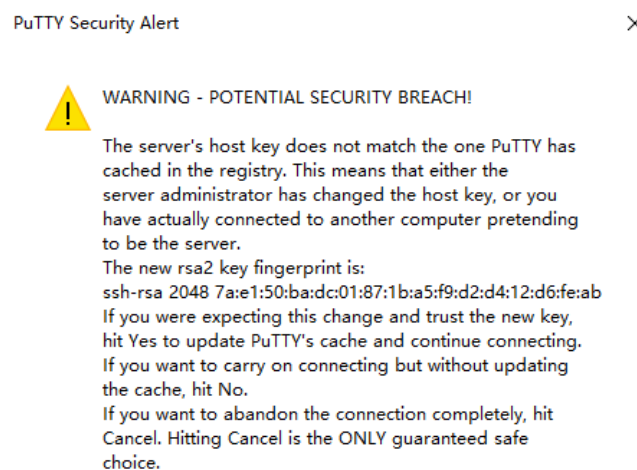 PuTTY Security Alert
WARNING - POTENTIAL SECURITY BREACH!
The server's host key does not match the one PuTTY has
cached in the registry. This means that either the
server administrator has changed the host key, or you
have actually connected to another computer pretending
to be the server.
The new rsa2 key fingerprint is:
ssh-rsa 2048 7a:e1:50:ba:dc:01:87:1b:a5:f9:d2:d4:12:d6:fe:ab
If you were expecting this change and trust the new key,
hit Yes to update PuTTY's cache and continue connecting.
If you want to carry on connecting but without updating
the cache, hit No.
If you want to abandon the connection completely, hit
Cancel. Hitting Cancel is the ONLY guaranteed safe
choice.